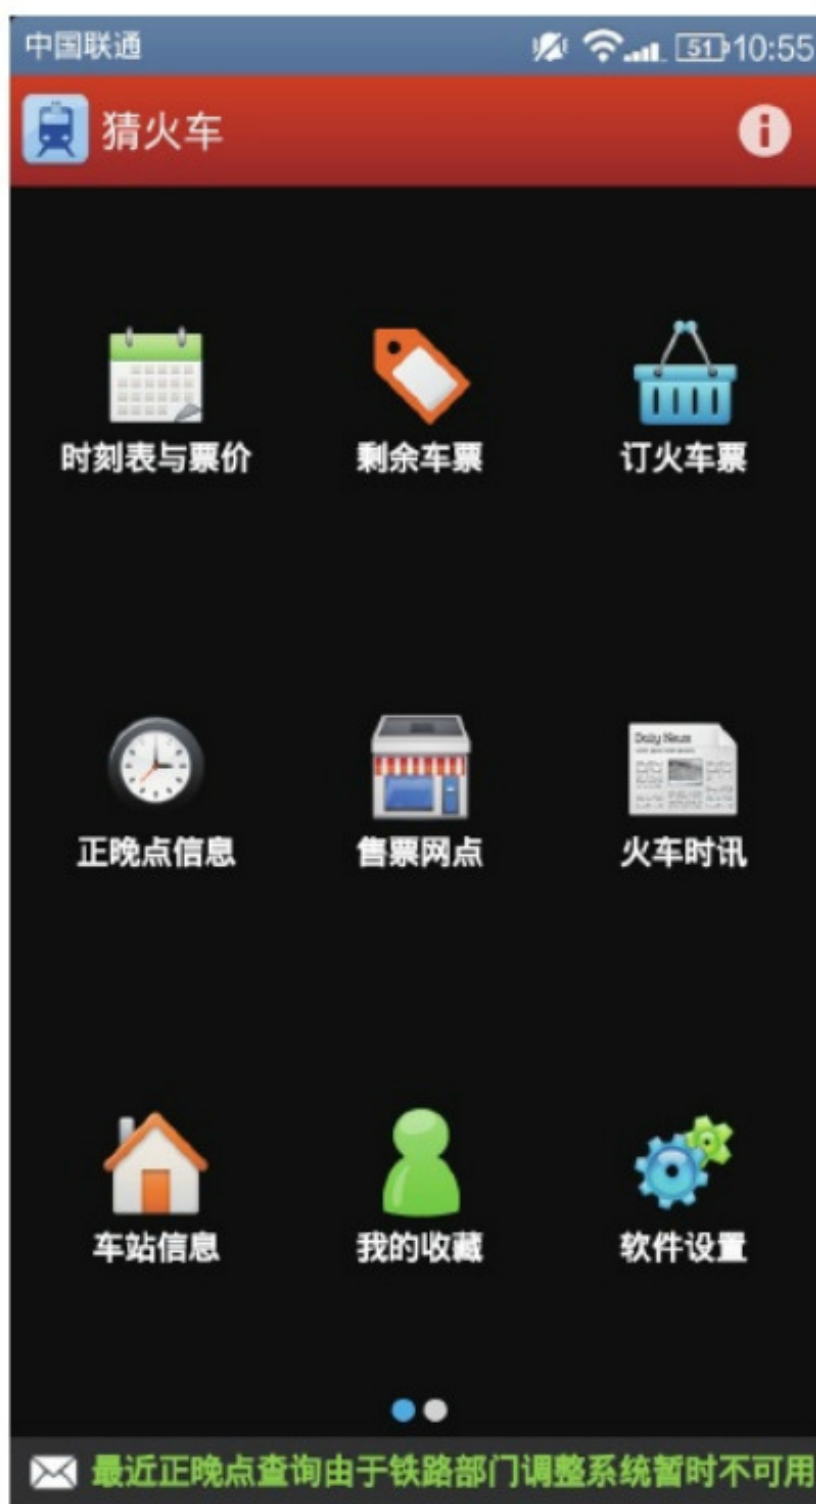 中国联通 51 10:55
猜火车
时刻表与票价 剩余车票 订火车票
Daily News
正晚点信息 售票网点 火车时讯
车站信息 我的收藏 软件设置
最近正晚点查询由于铁路部门调整系统暂时不可用